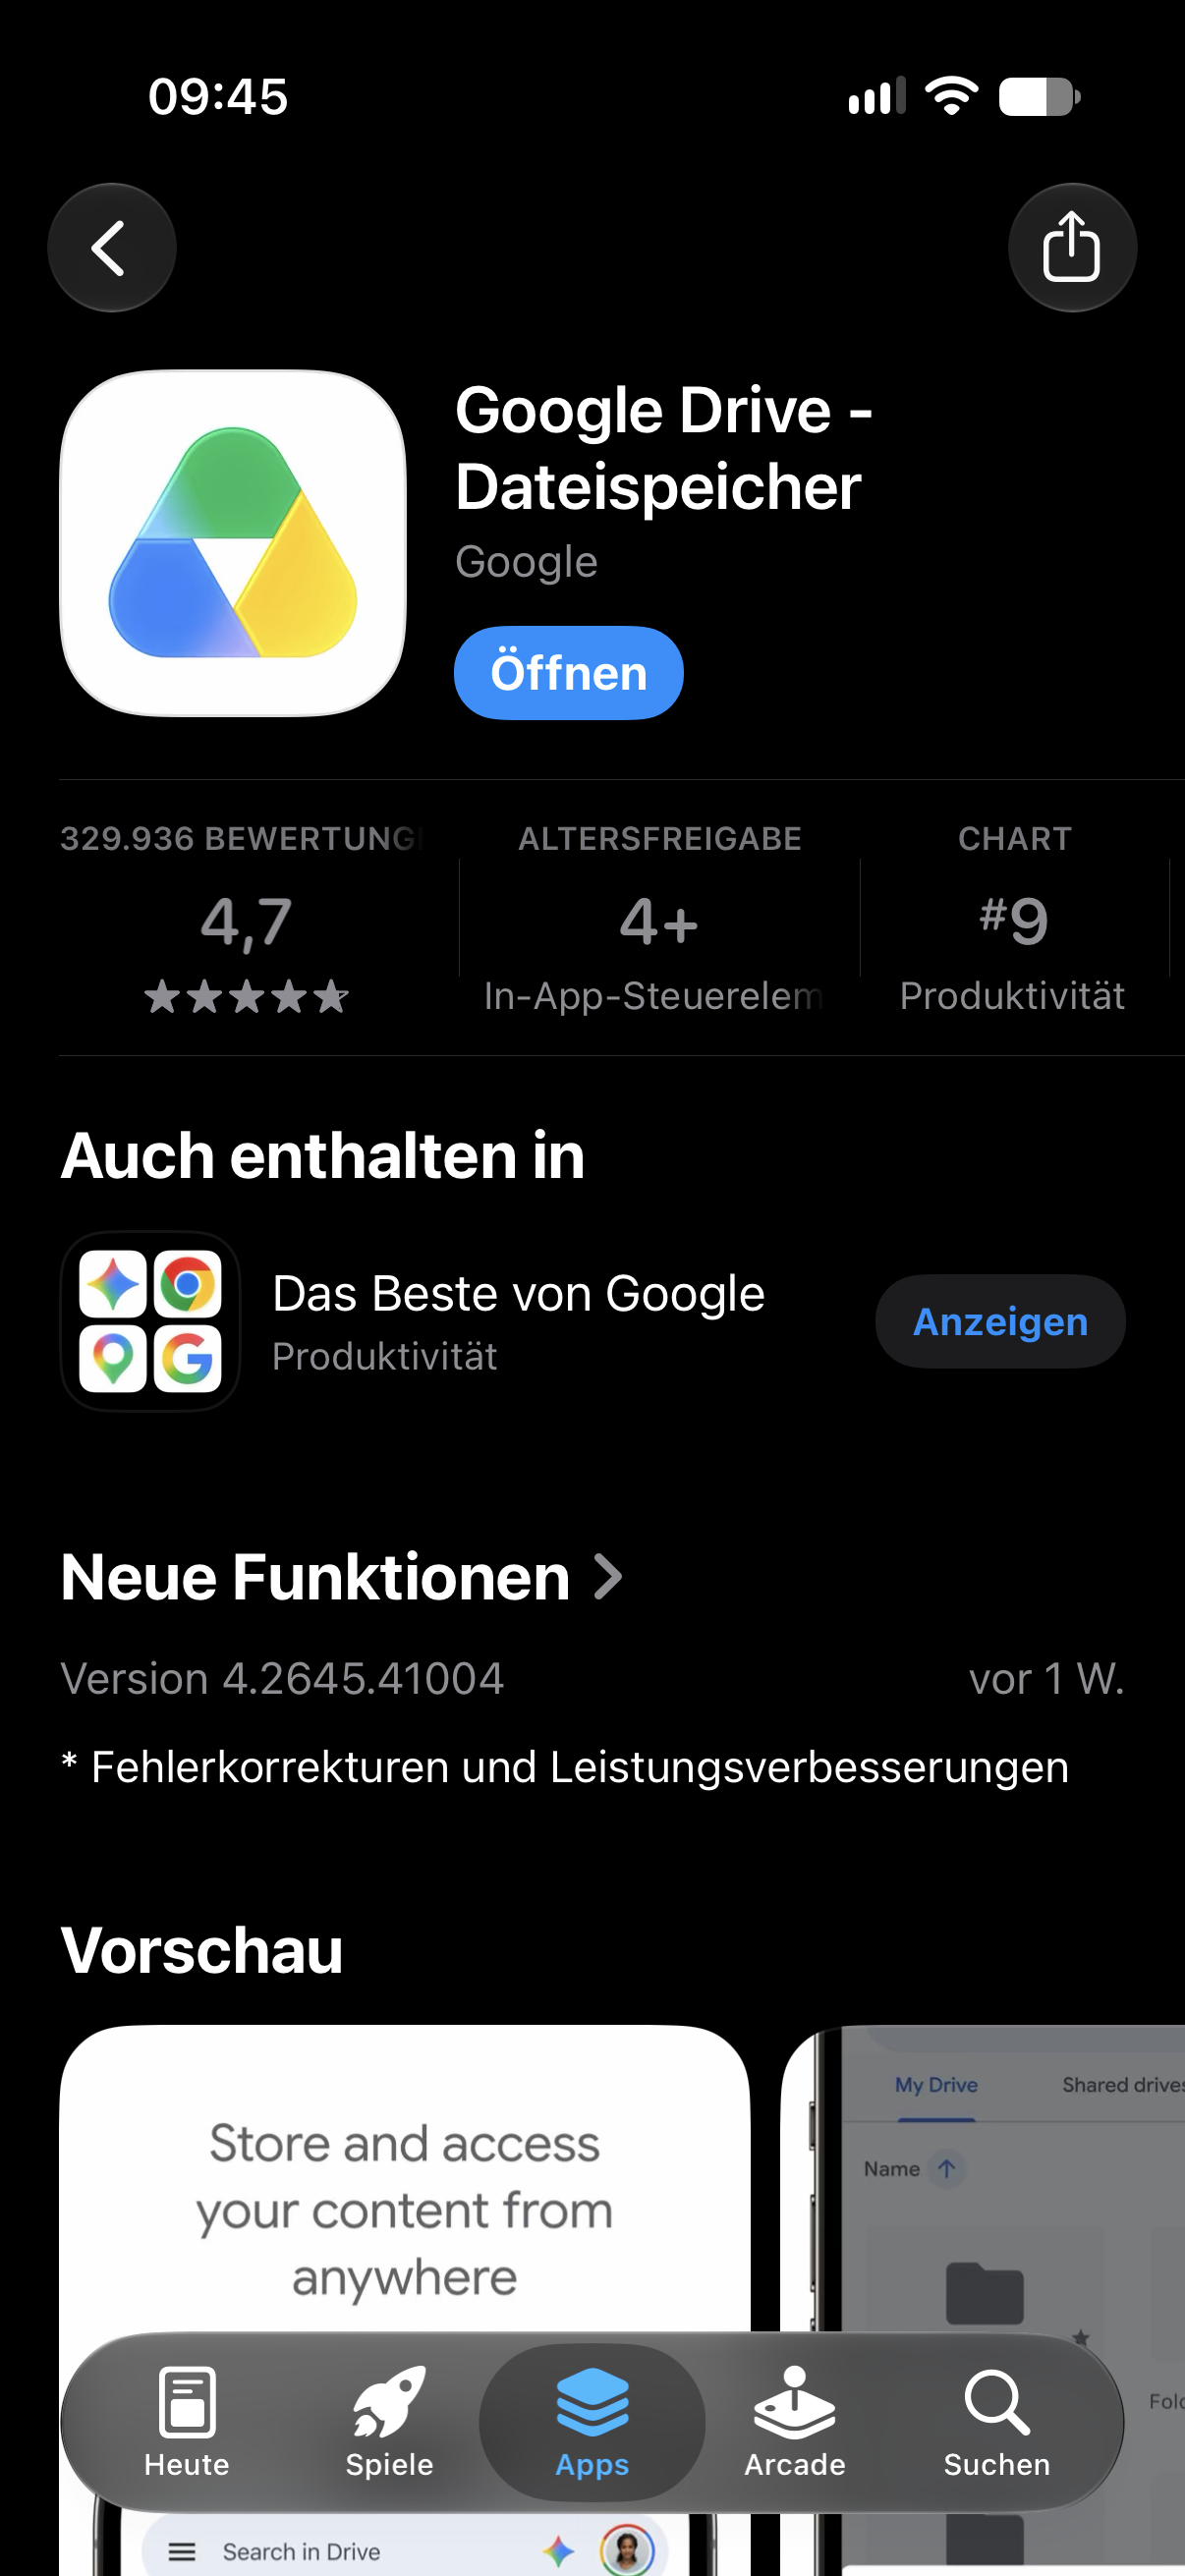 09:45
Google Drive -
Dateispeicher
Google
Öffnen
329.936 BEWERTUNG
4,7
ALTERSFREIGABE
4+
In-App-Steuerelem
CHART
#9
Produktivität
Auch enthalten in
Das Beste von Google
Produktivität
Anzeigen
Neue Funktionen
Version 4.2645.41004
vor 1 W.
* Fehlerkorrekturen und Leistungsverbesserungen
Vorschau
Store and access
your content from
anywhere
My Drive
Shared drives
Name
Heute
Spiele
Apps
Arcade
Suchen
Search in Drive